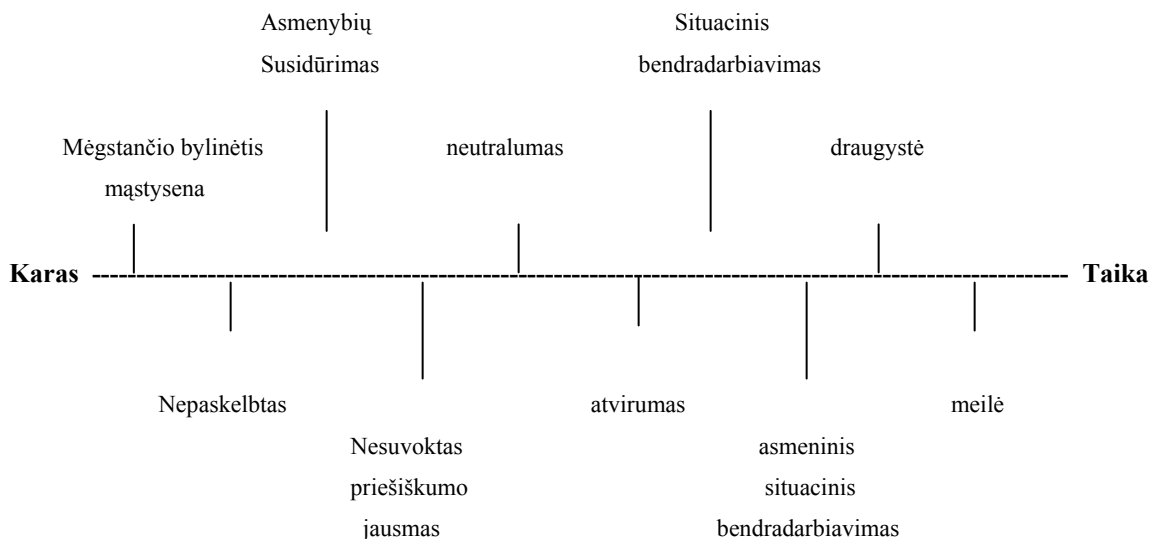 Asmenybių
Susidūrimas
Situacinis
bendradarbiavimas
Mėgstančio bylinėtis
mąstysena
neutralumas
draugystė
Karas
Taika
Nepaskelbtas
Nesuvoktas
priešiškumo
jausmas
atvirumas
asmeninis
situacinis
bendradarbiavimas
meilė